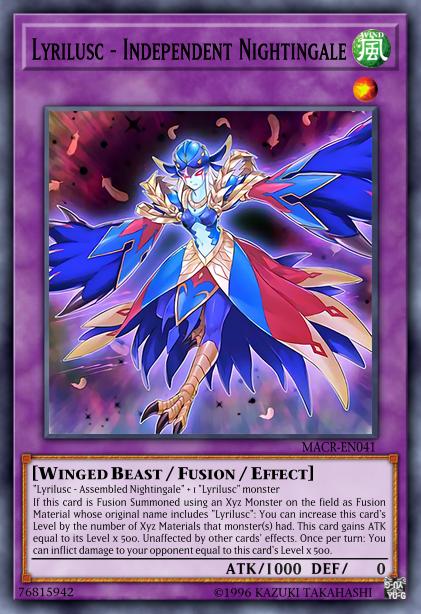 LYRILUSC - INDEPENDENT NIGHTINGALE
WIND
風
MACR-EN041
[WINGED BEAST / FUSION / EFFECT]
"Lyrilusc - Assembled Nightingale" + 1 "Lyrilusc" monster
If this card is Fusion Summoned using an Xyz Monster on the field as Fusion
Material whose original name includes "Lyrilusc": You can increase this card's
Level by the number of Xyz Materials that monster(s) had. This card gains ATK
equal to its Level x 500. Unaffected by other cards' effects. Once per turn: You
can inflict damage to your opponent equal to this card's Level x 500.
ATK/1000 DEF/ 0
76815942
©1996 KAZUKI TAKAHASHI